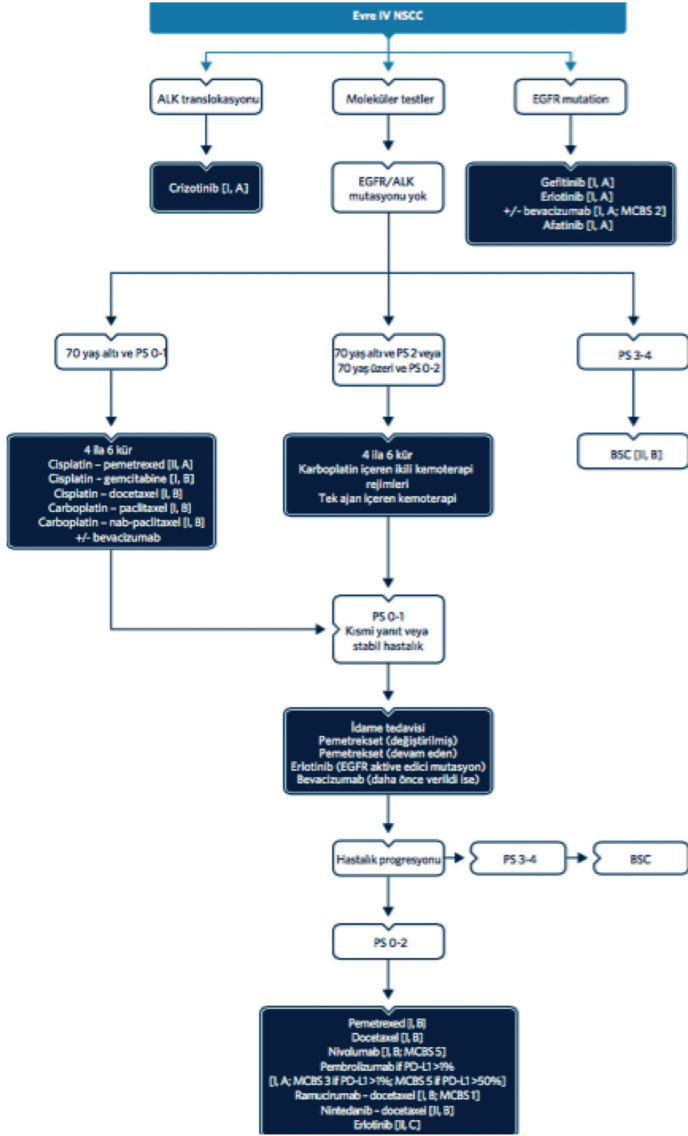 Evre IV NSCC
ALK translokasyonu
Moleküler testler
EGFR mutation
Crizotinib [I, A]
EGFR/ALK
mutasyonu yok
Gefitinib [I, A]
Erlotinib [I, A]
+/- bevacizumab [I, A; MCBS 2]
Afatinib [I, A]
70 yaş altı ve PS 0-1
70 yaş altı ve PS 2 veya
70 yaş üzeri ve PS 0-2
PS 3-4
4 ila 6 kür
Cisplatin – pemetrexed [II, A]
Cisplatin – gemcitabine [I, B]
Cisplatin – docetaxel [I, B]
Carboplatin – paclitaxel [I, B]
Carboplatin – nab-paclitaxel [I, B]
+/- bevacizumab
4 ila 6 kür
Karboplatin içeren ikili kemoterapi
rejimleri
Tek ajan içeren kemoterapi
BSC [II, B]
PS 0-1
Kısmi yanıt veya
stabil hastalık
İdame tedavisi
Pemetrekset (değiştirilmiş)
Pemetrekset (devam eden)
Erlotinib (EGFR aktive edici mutasyon)
Bevacizumab (daha önce verildi ise)
Hastalık progresyonu
PS 3-4
BSC
PS 0-2
Pemetrexed [I, B]
Docetaxel [I, B]
Nivolumab [I, B; MCBS 5]
Pembrolizumab if PD-L1 >1%
[I, A; MCBS 3 if PD-L1 >1%; MCBS 5 if PD-L1 >50%]
Ramucirumab – docetaxel [I, B; MCBS 1]
Nintedanib – docetaxel [II, B]
Erlotinib [II, C]